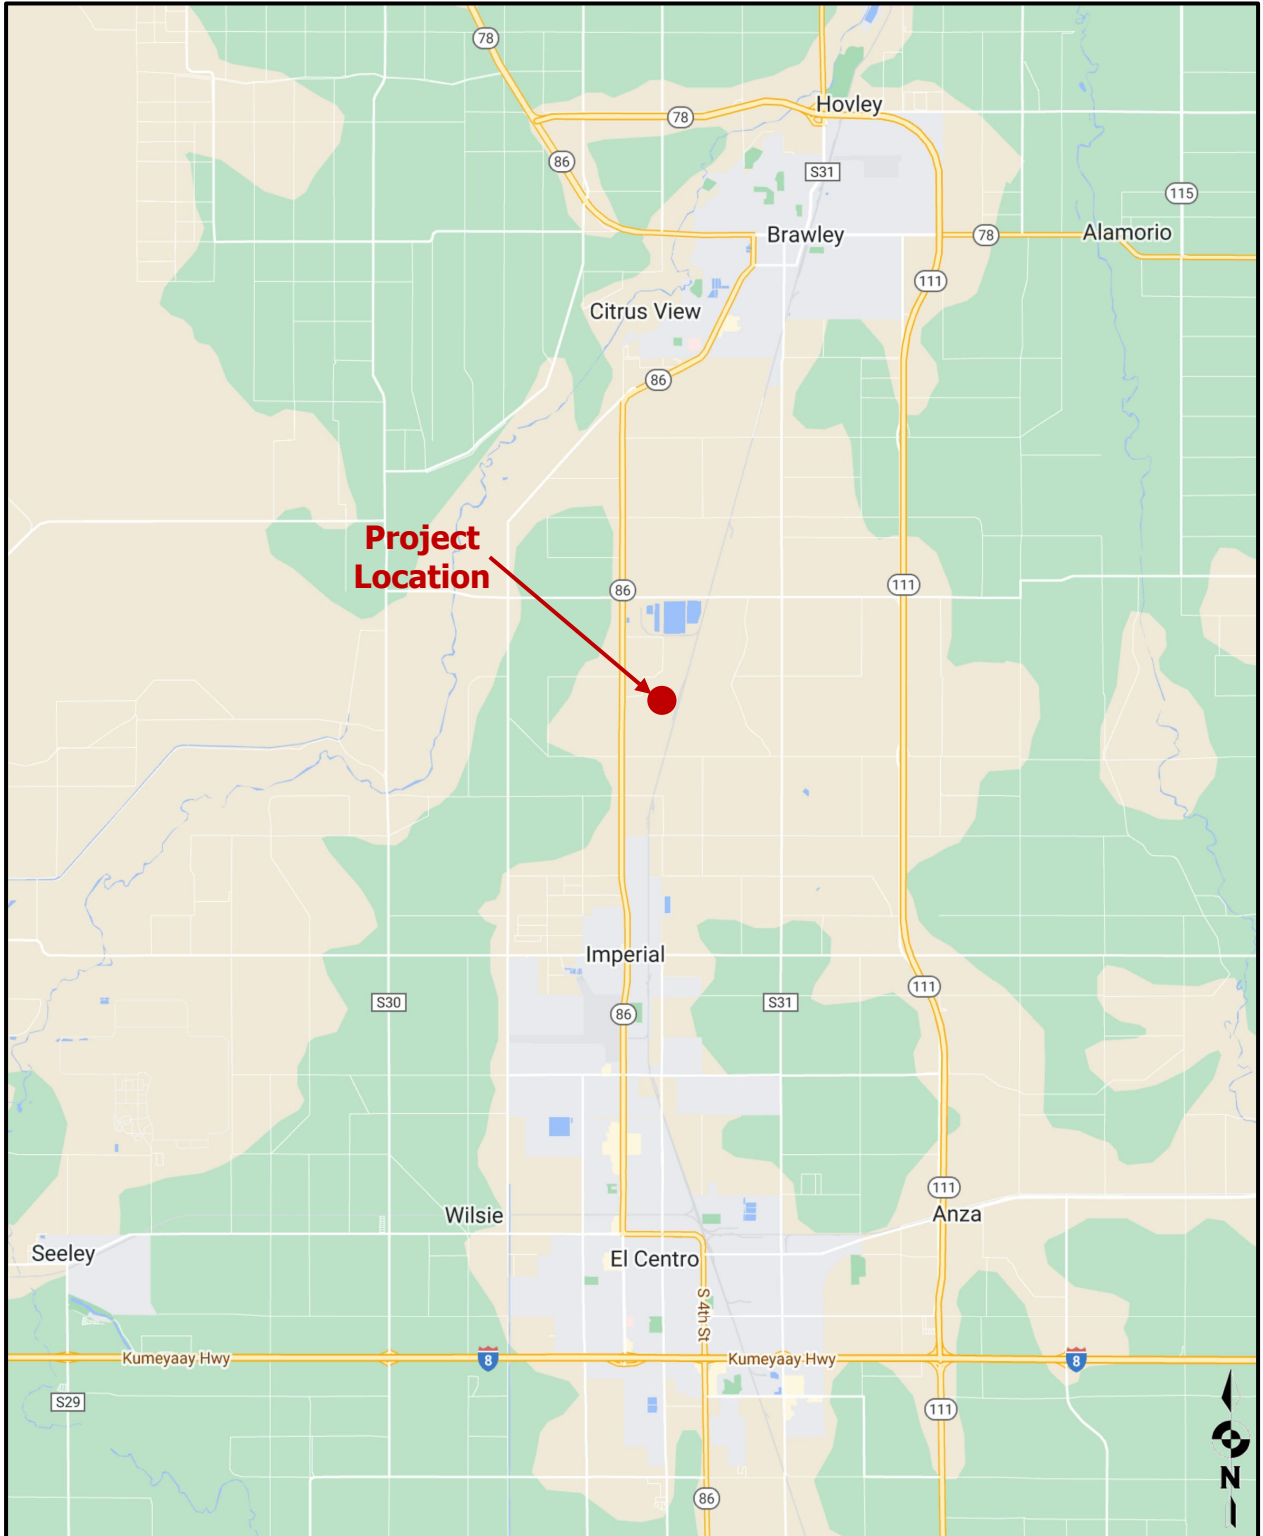 78
Hovley
78
86
S31
115
Brawley
78
Alamorio
111
Citrus View
86
Project
Location
86
111
Imperial
111
S30
S31
86
111
Wilsie
Anza
Seeley
El Centro
S 4th St
Kumeyaay Hwy
8
Kumeyaay Hwy
8
S29
111
N
86